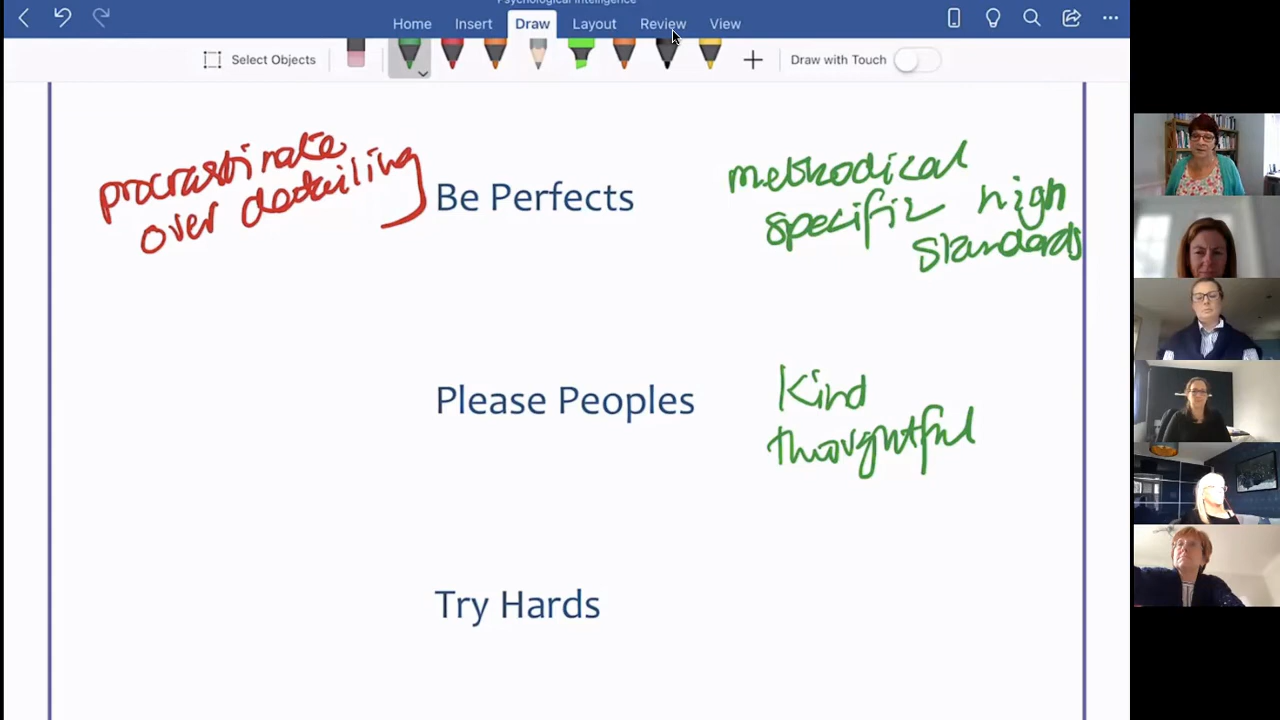 Psychological Intelligence
Home Insert Draw Layout Review View
Select Objects
Draw with Touch
procrastinate
over detailing
Be Perfects
methodical
specific high
standards
Please Peoples
Kind
thoughtful
Try Hards